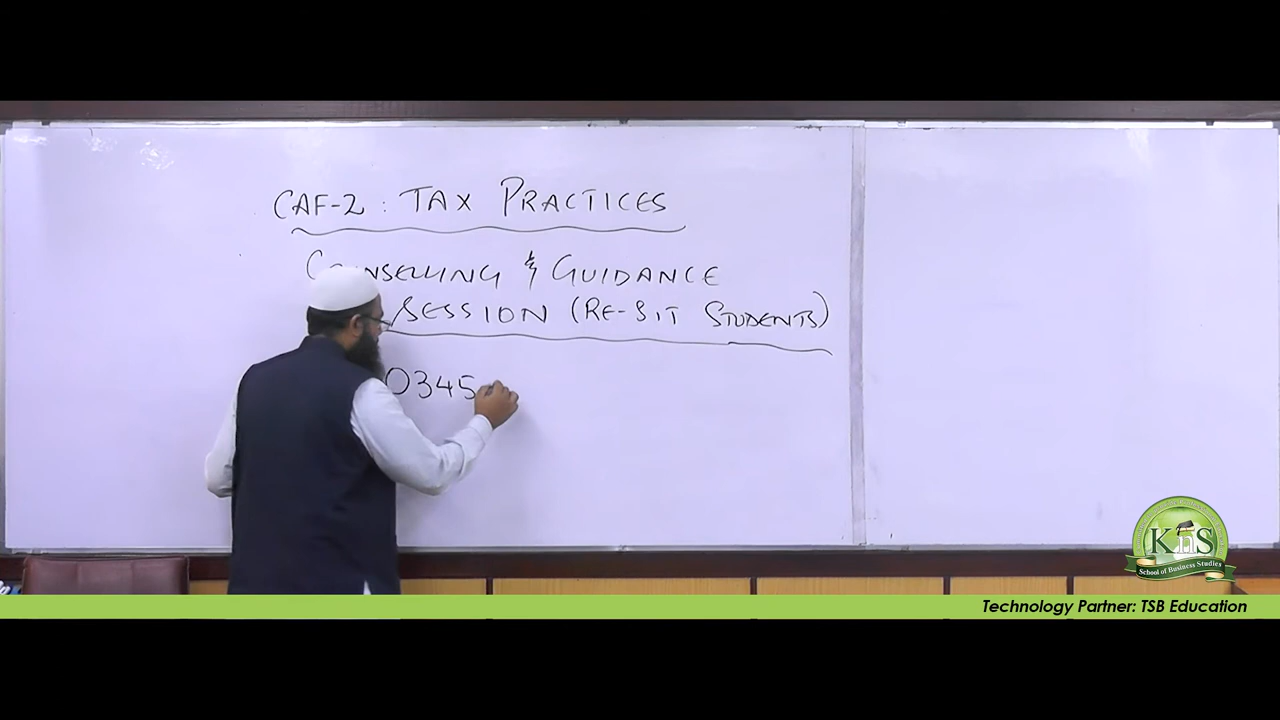 CAF-2: TAX PRACTICES
COUNSELLING & GUIDANCE
SESSION (RE-SIT STUDENTS)
0345
KnS
School of Business Studies
Technology Partner: TSB Education